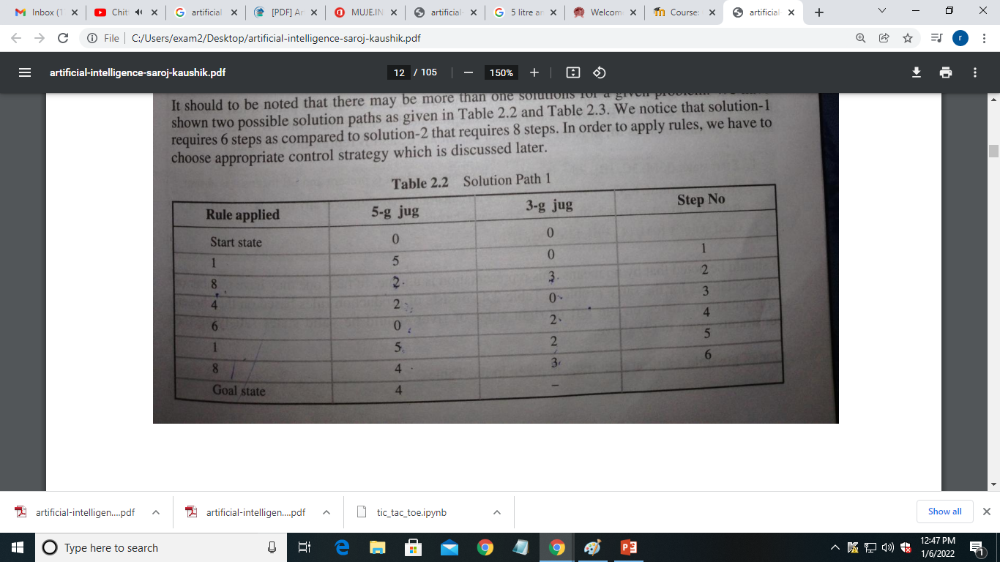 Inbox (1
Chit
artificial
[PDF] Ar
MUJE.IN
artificial-
5 litre ar
Welcom
Course:
artificial
File
C:/Users/exam2/Desktop/artificial-intelligence-saroj-kaushik.pdf
r
artificial-intelligence-saroj-kaushik.pdf
12 / 105
150%
It should to be noted that there may be more than one solutions for a given problem.
shown two possible solution paths as given in Table 2.2 and Table 2.3. We notice that solution-1
requires 6 steps as compared to solution-2 that requires 8 steps. In order to apply rules, we have to
choose appropriate control strategy which is discussed later.
Table 2.2 Solution Path 1
Rule applied 5-g jug 3-g jug Step No
Start state 0 0
1 5 0 1
8 2 3 2
4 2 0 3
6 0 2 4
1 5 2 5
8 4 3 6
Goal state 4 –
artificial-intelligen....pdf
artificial-intelligen....pdf
tic_tac_toe.ipynb
Show all
Type here to search
12:47 PM
1/6/2022
1